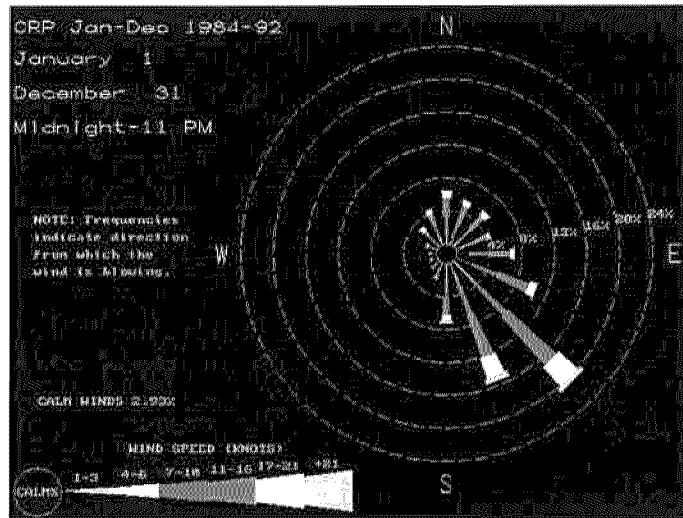 CRP Jan-Dec 1984-92
January 1
December 31
Midnight-11 PM
N
NOTE: Frequencies
indicate direction
from which the
wind is blowing.
W
4% 8% 12% 16% 20% 24%
E
CALM WINDS 2.93%
WIND SPEED (KNOTS)
CALMS 1-3 4-6 7-10 11-16 17-21 +21
S